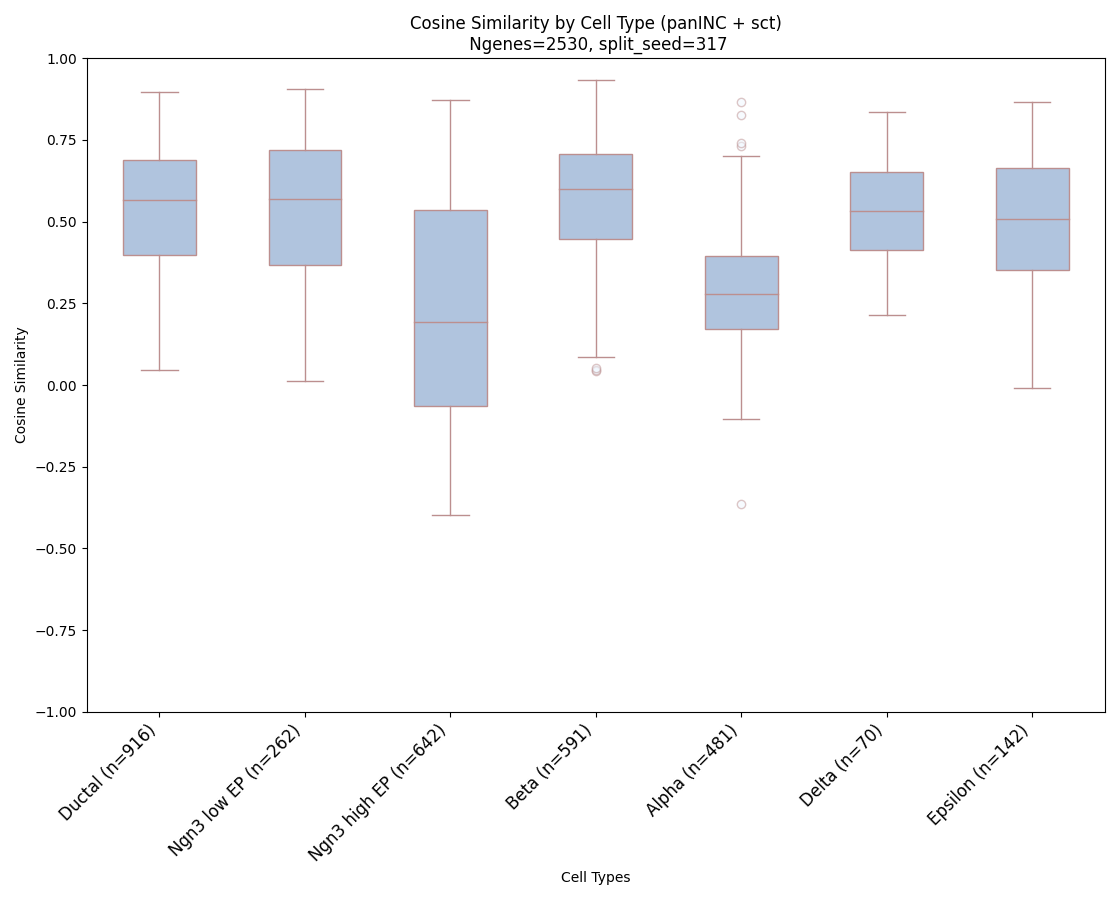 Cosine Similarity by Cell Type (panINC + sct)
Ngenes=2530, split_seed=317
1.00
0.75
0.50
0.25
0.00
−0.25
−0.50
−0.75
−1.00
Cosine Similarity
Ductal (n=916)
Ngn3 low EP (n=262)
Ngn3 high EP (n=642)
Beta (n=591)
Alpha (n=481)
Delta (n=70)
Epsilon (n=142)
Cell Types